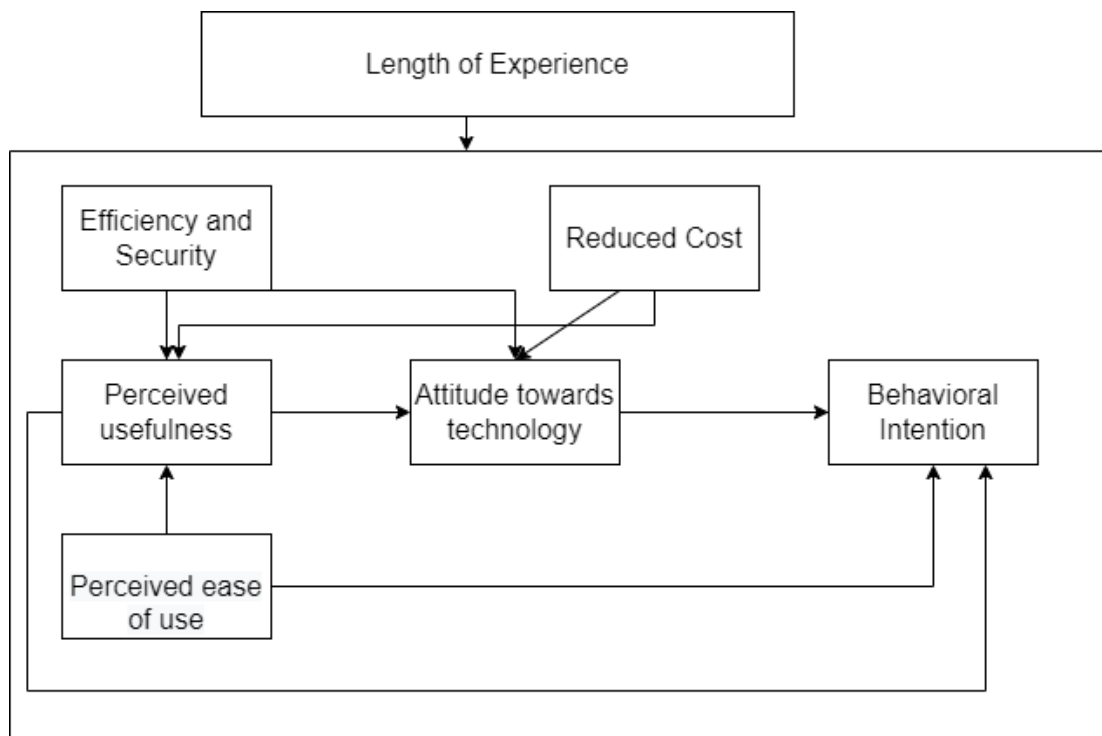 Length of Experience
Efficiency and
Security
Reduced Cost
Perceived
usefulness
Attitude towards
technology
Behavioral
Intention
Perceived ease
of use